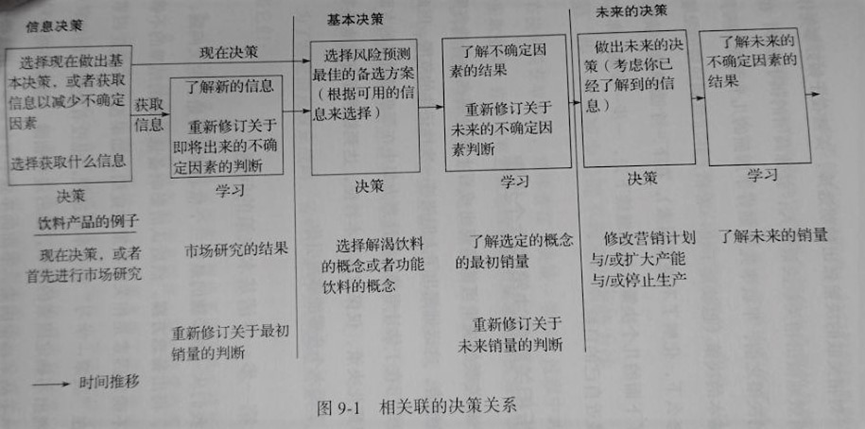 信息决策
基本决策
未来的决策
选择现在做出基
本决策，或者获取
信息以减少不确定
因素
选择获取什么信息
现在决策
获取
信息
了解新的信息
重新修订关于
即将出来的不确
定因素的判断
选择风险预测
最佳的备选方案
（根据可用的信
息来选择）
了解不确定因
素的结果
重新修订关于
未来的不确定因
素判断
做出未来的决
策（考虑你已
经了解到的信
息）
了解未来的
不确定因素的
结果
决策
学习
决策
学习
决策
学习
饮料产品的例子
现在决策，或者
首先进行市场研究
市场研究的结果
重新修订关于最初
销量的判断
选择解渴饮料
的概念或者功能
饮料的概念
了解选定的概念
的最初销量
重新修订关于
未来销量的判断
修改营销计划
与/或扩大产能
与/或停止生产
了解未来的销量
时间推移
图 9-1 相关联的决策关系